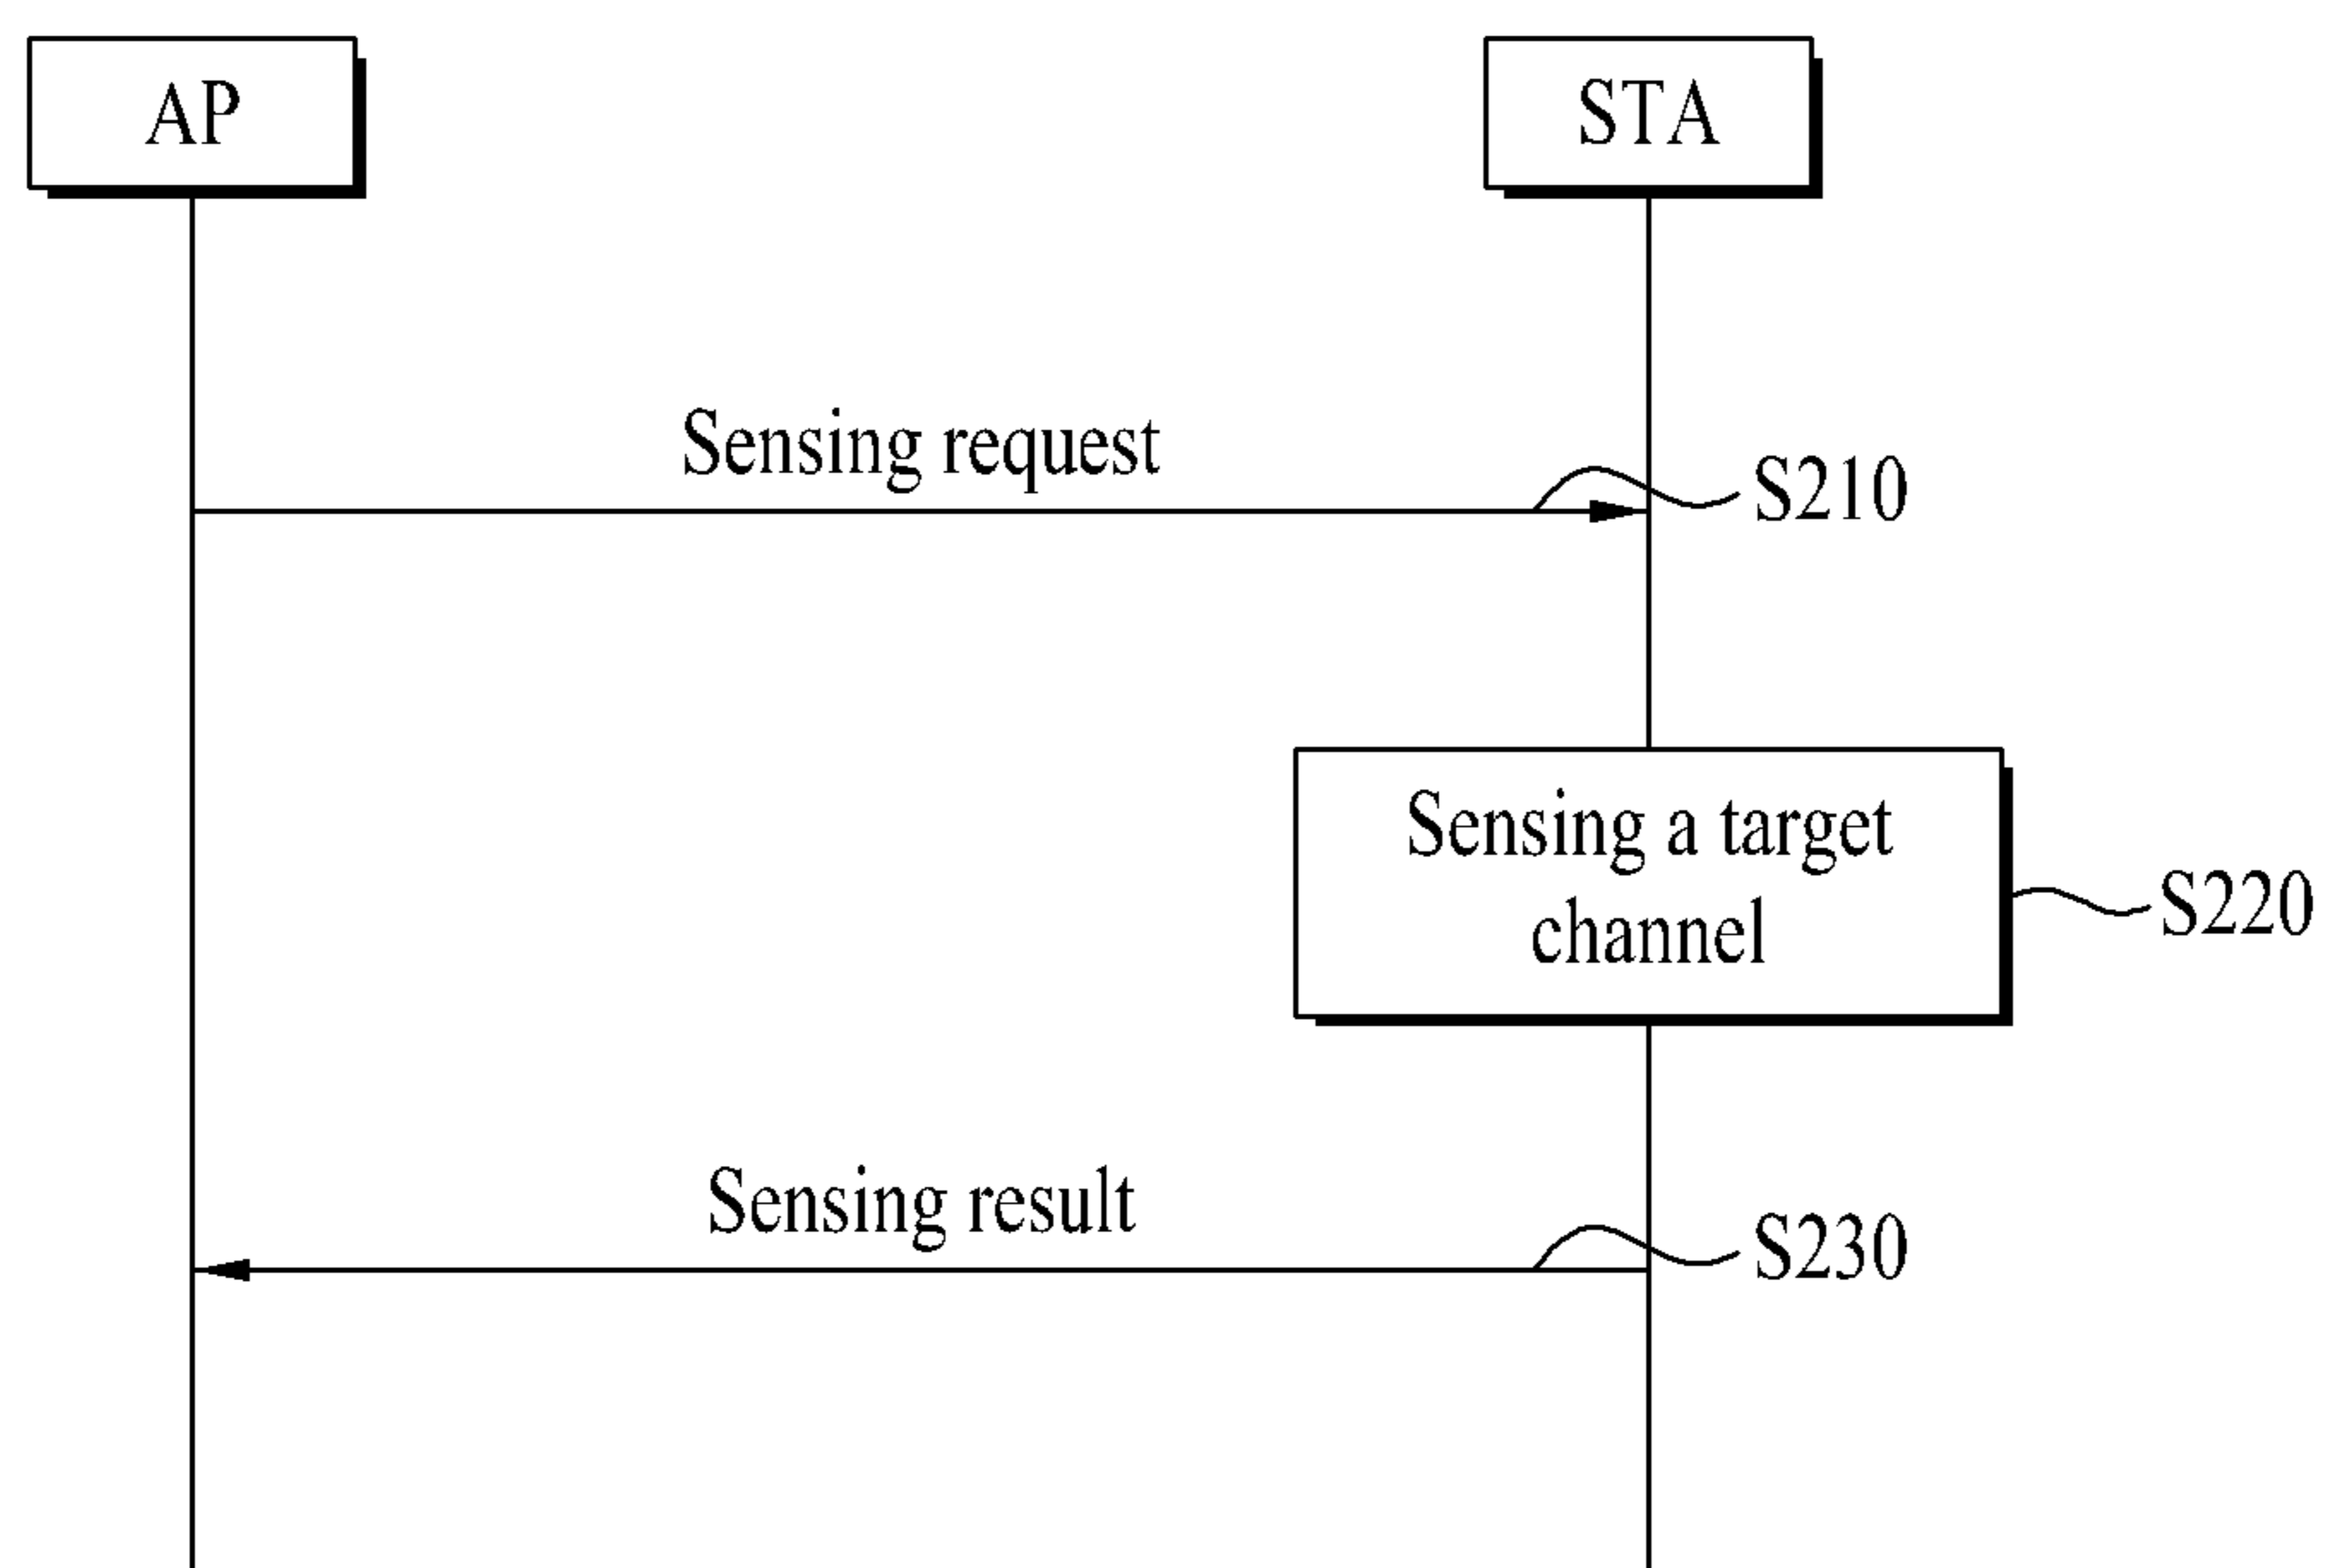 AP
STA
Sensing request
S210
Sensing a target
channel
S220
Sensing result
S230